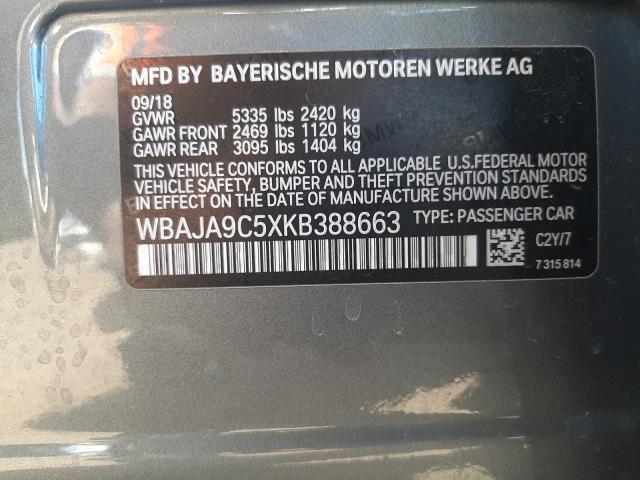 MFD BY BAYERISCHE MOTOREN WERKE AG
09/18
GVWR 5335 lbs 2420 kg
GAWR FRONT 2469 lbs 1120 kg
GAWR REAR 3095 lbs 1404 kg
THIS VEHICLE CONFORMS TO ALL APPLICABLE U.S.FEDERAL MOTOR
VEHICLE SAFETY, BUMPER AND THEFT PREVENTION STANDARDS
IN EFFECT ON THE DATE OF MANUFACTURE SHOWN ABOVE.
WBAJA9C5XKB388663 TYPE: PASSENGER CAR
C2Y/7
7 315 814